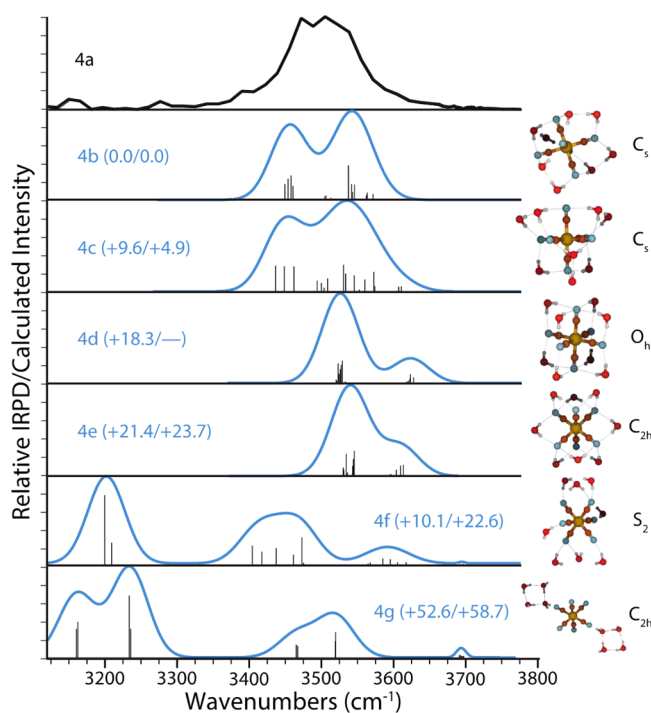 Relative IRPD/Calculated Intensity
4a
4b (0.0/0.0)
Cs
4c (+9.6/+4.9)
Cs
4d (+18.3/—)
Oh
4e (+21.4/+23.7)
C2h
4f (+10.1/+22.6)
S2
4g (+52.6/+58.7)
C2h
3200 3300 3400 3500 3600 3700 3800
Wavenumbers (cm-1)